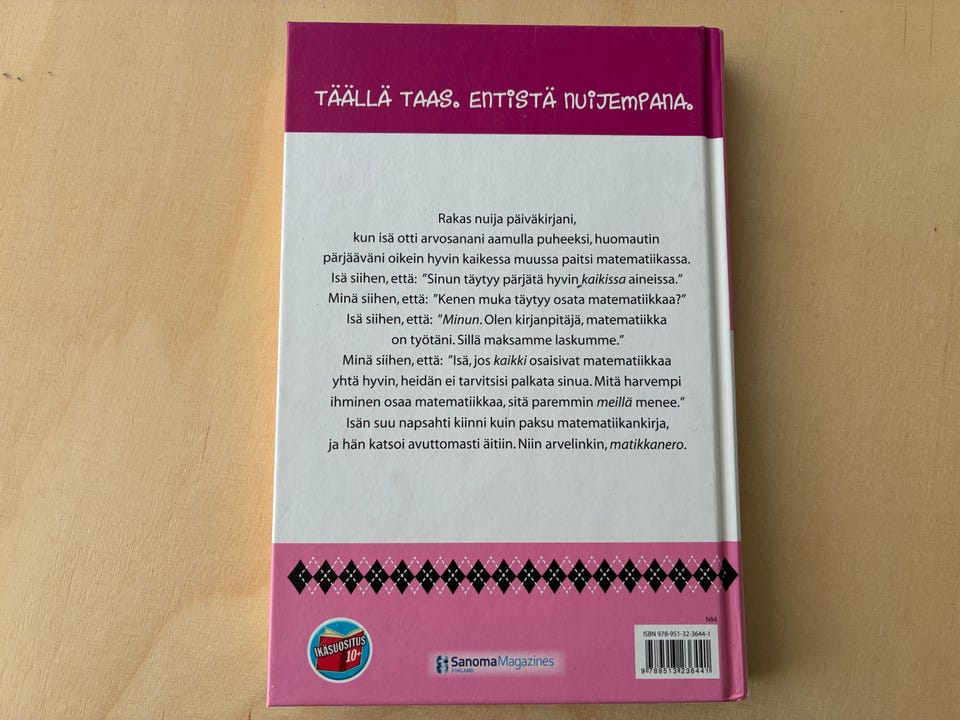 TÄÄLLÄ TAAS. ENTISTÄ NUIJEMPANA.
Rakas nuija päiväkirjani,
kun isä otti arvosanani aamulla puheeksi, huomautin
pärjääväni oikein hyvin kaikessa muussa paitsi matematiikassa.
Isä siihen, että: ”Sinun täytyy pärjätä hyvin kaikissa aineissa.”
Minä siihen, että: ”Kenen muka täytyy osata matematiikkaa?”
Isä siihen, että: ”Minun. Olen kirjanpitäjä, matematiikka
on työtäni. Sillä maksamme laskumme.”
Minä siihen, että: ”Isä, jos kaikki osaisivat matematiikkaa
yhtä hyvin, heidän ei tarvitsisi palkata sinua. Mitä harvempi
ihminen osaa matematiikkaa, sitä paremmin meillä menee.”
Isän suu napsahti kiinni kuin paksu matematiikankirja,
ja hän katsoi avuttomasti äitiin. Niin arvelinkin, matikkanero.
IKÄSUOSITUS
10+
SanomaMagazines
FINLAND
N84
ISBN 978-951-32-3644-1
9 789513 236441